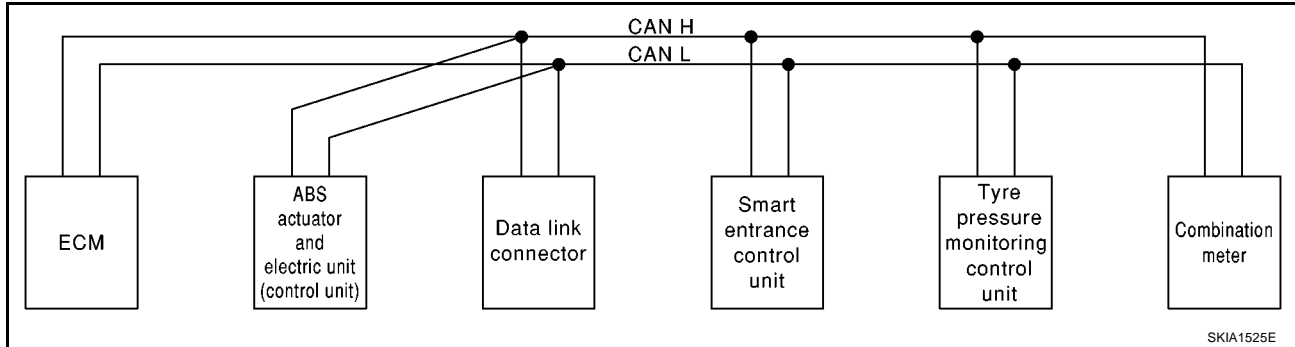 CAN H
CAN L
ECM
ABS
actuator
and
electric unit
(control unit)
Data link
connector
Smart
entrance
control
unit
Tyre
pressure
monitoring
control
unit
Combination
meter
SKIA1525E